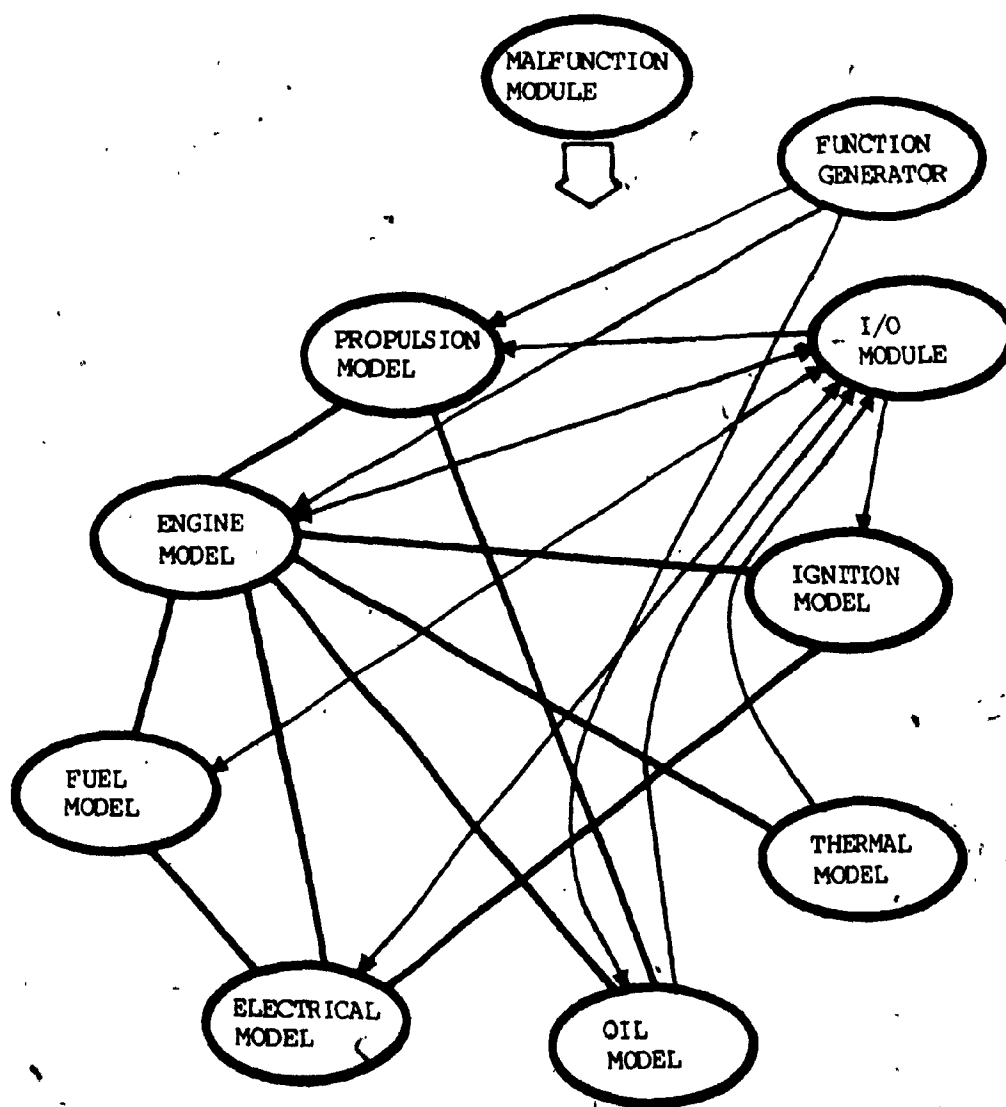 MALFUNCTION
MODULE
FUNCTION
GENERATOR
PROPULSION
MODEL
I/O
MODULE
ENGINE
MODEL
IGNITION
MODEL
FUEL
MODEL
THERMAL
MODEL
ELECTRICAL
MODEL
OIL
MODEL